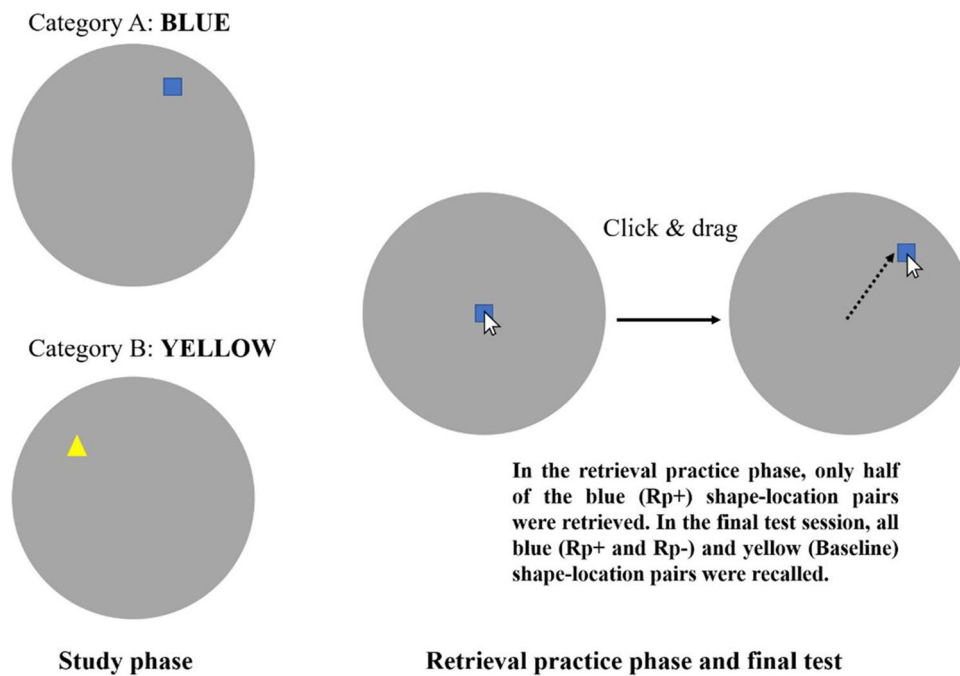 Category A: BLUE
Category B: YELLOW
Click & drag
In the retrieval practice phase, only half
of the blue (Rp+) shape-location pairs
were retrieved. In the final test session, all
blue (Rp+ and Rp-) and yellow (Baseline)
shape-location pairs were recalled.
Study phase
Retrieval practice phase and final test